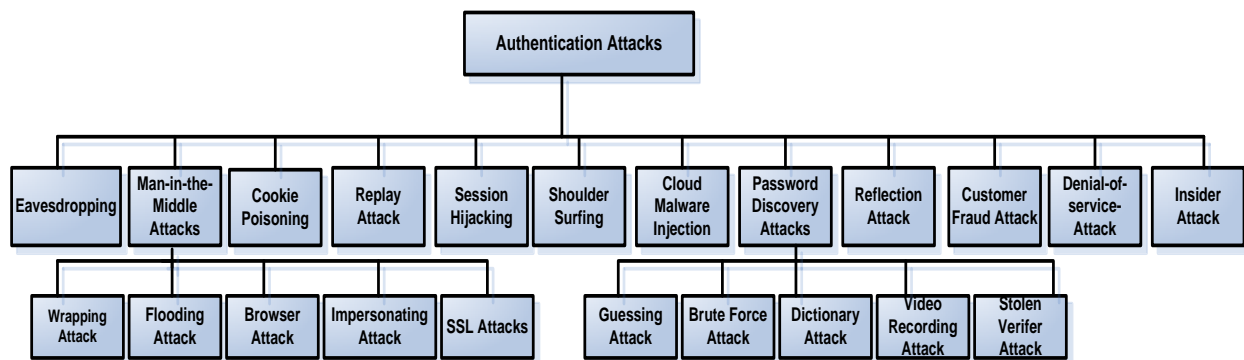 Authentication Attacks
Eavesdropping
Man-in-the-
Middle
Attacks
Cookie
Poisoning
Replay
Attack
Session
Hijacking
Shoulder
Surfing
Cloud
Malware
Injection
Password
Discovery
Attacks
Reflection
Attack
Customer
Fraud Attack
Denial-of-
service-
Attack
Insider
Attack
Wrapping
Attack
Flooding
Attack
Browser
Attack
Impersonating
Attack
SSL Attacks
Guessing
Attack
Brute Force
Attack
Dictionary
Attack
Video
Recording
Attack
Stolen
Verifer
Attack